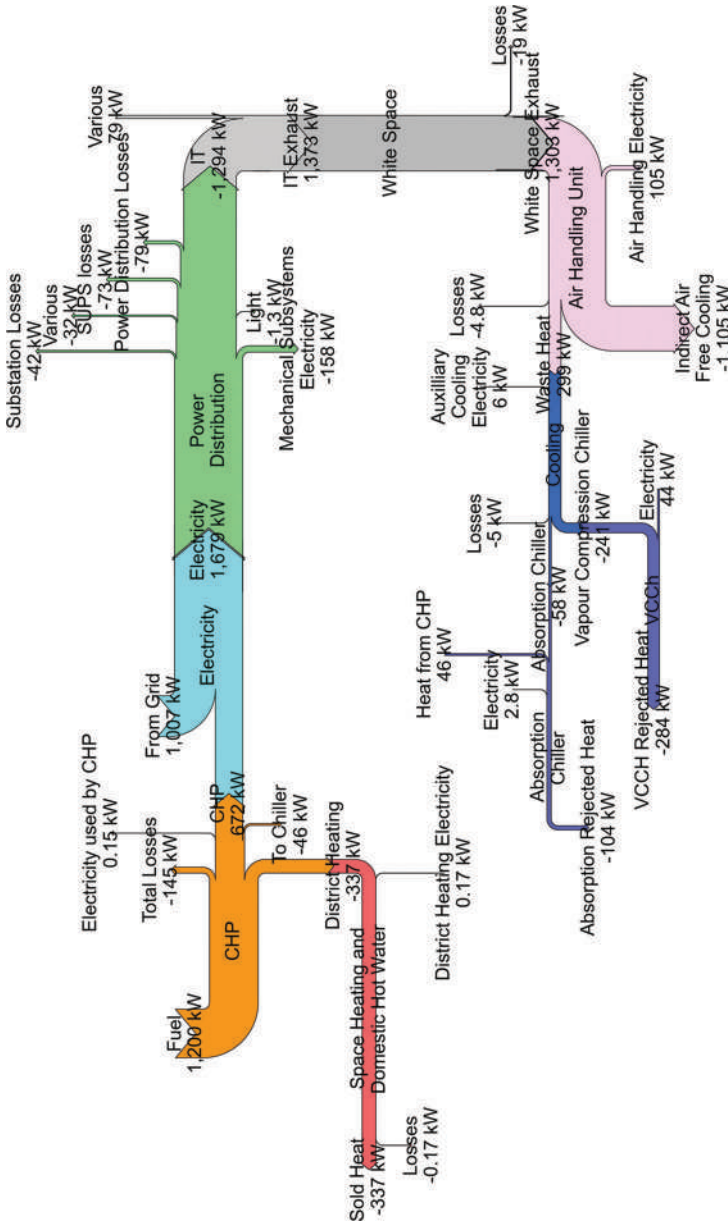 Fuel
1,200 kW
CHP
Total Losses
-145 kW
Electricity used by CHP
0.15 kW
CHP
672 kW
To Chiller
-46 kW
District Heating
-337 kW
Space Heating and
Domestic Hot Water
District Heating Electricity
0.17 kW
Sold Heat
-337 kW
Losses
-0.17 kW
From Grid
1,007 kW
Electricity
Electricity
1,679 kW
Power
Distribution
Substation Losses
-42 kW
Various
-32 kW
SUPS losses
-73 kW
Power Distribution Losses
-79 kW
Light
-1.3 kW
Mechanical Subsystems
Electricity
-158 kW
Various
79 kW
IT
-1,294 kW
IT Exhaust
1,373 kW
White Space
Losses
-19 kW
White Space Exhaust
1,303 kW
Air Handling Unit
Air Handling Electricity
105 kW
Indirect Air
Free Cooling
-1,105 kW
Losses
-4.8 kW
Waste Heat
299 kW
Auxilliary
Cooling
Electricity
6 kW
Cooling
Losses
-5 kW
Absorption Chiller
-58 kW
Vapour Compression Chiller
-241 kW
Electricity
44 kW
VCCh
VCCH Rejected Heat
-284 kW
Heat from CHP
46 kW
Electricity
2.8 kW
Absorption
Chiller
Absorption Rejected Heat
-104 kW